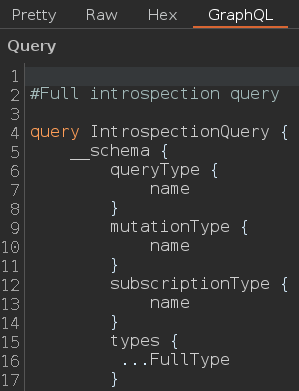 Pretty Raw Hex GraphQL
Query
1
2 #Full introspection query
3
4 query IntrospectionQuery {
5 __schema {
6 queryType {
7 name
8 }
9 mutationType {
10 name
11 }
12 subscriptionType {
13 name
14 }
15 types {
16 ...FullType
17 }